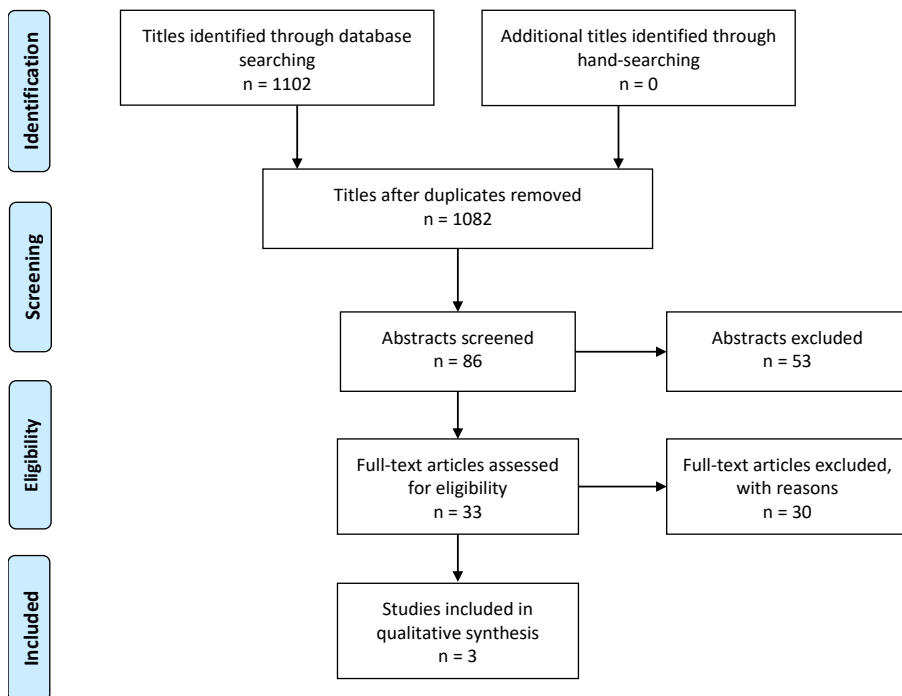 Identification
Titles identified through database
searching
n = 1102
Additional titles identified through
hand-searching
n = 0
Titles after duplicates removed
n = 1082
Screening
Abstracts screened
n = 86
Abstracts excluded
n = 53
Eligibility
Full-text articles assessed
for eligibility
n = 33
Full-text articles excluded,
with reasons
n = 30
Included
Studies included in
qualitative synthesis
n = 3